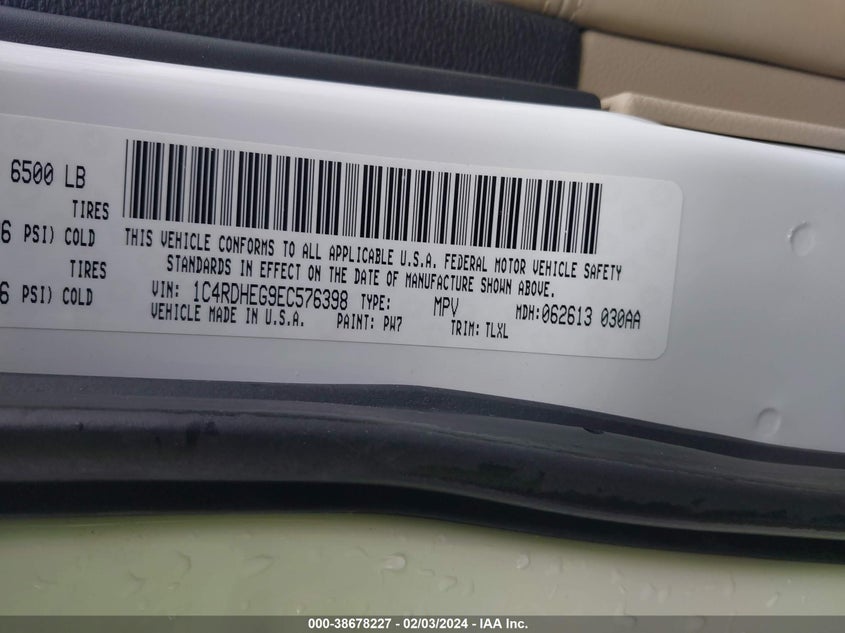 6500 LB
TIRES
6 PSI) COLD
TIRES
6 PSI) COLD
THIS VEHICLE CONFORMS TO ALL APPLICABLE U.S.A. FEDERAL MOTOR VEHICLE SAFETY
STANDARDS IN EFFECT ON THE DATE OF MANUFACTURE SHOWN ABOVE.
VIN: 1C4RDHEG9EC576398 TYPE: MPV MDH:062613 030AA
VEHICLE MADE IN U.S.A. PAINT: PW7 TRIM: TLXL
000-38678227 - 02/03/2024 - IAA Inc.